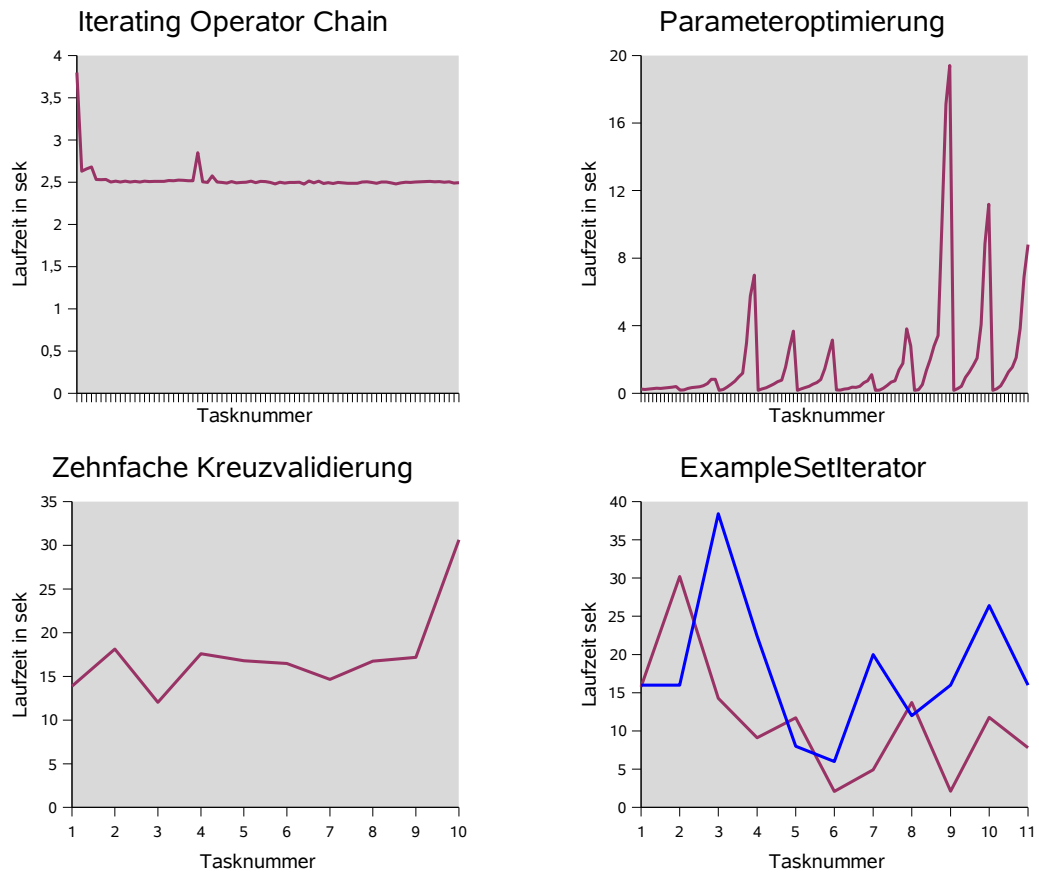 Iterating Operator Chain
4
3,5
3
2,5
2
1,5
1
0,5
0
Laufzeit in sek
Tasknummer
Parameteroptimierung
20
16
12
8
4
0
Laufzeit in sek
Tasknummer
Zehnfache Kreuzvalidierung
35
30
25
20
15
10
5
0
Laufzeit in sek
1 2 3 4 5 6 7 8 9 10
Tasknummer
ExampleSetIterator
40
35
30
25
20
15
10
5
0
Laufzeit sek
1 2 3 4 5 6 7 8 9 10 11
Tasknummer